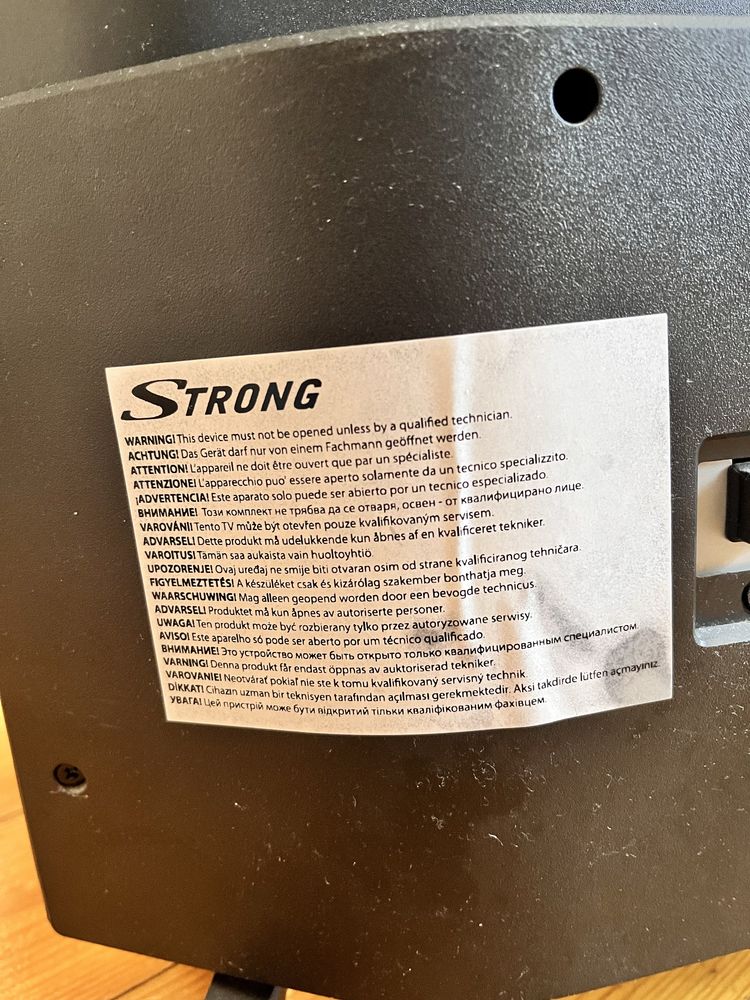 STRONG
WARNING! This device must not be opened unless by a qualified technician.
ACHTUNG! Das Gerät darf nur von einem Fachmann geöffnet werden.
ATTENTION! L'appareil ne doit être ouvert que par un spécialiste.
ATTENZIONE! L'apparecchio puo' essere aperto solamente da un tecnico specializzito.
¡ADVERTENCIA! Este aparato solo puede ser abierto por un tecnico especializado.
ВНИМАНИЕ! Този комплект не трябва да се отваря, освен - от квалифицирано лице.
VAROVÁNI! Tento TV může být otevřen pouze kvalifikovaným servisem.
ADVARSEL! Dette produkt må udelukkende kun åbnes af en kvalificeret tekniker.
VAROITUS! Tämän saa aukaista vain huoltoyhtiö.
UPOZORENJE! Ovaj uređaj ne smije biti otvaran osim od strane kvalificiranog tehničara.
FIGYELMEZTETÉS! A készüléket csak és kizárólag szakember bonthatja meg.
WAARSCHUWING! Mag alleen geopend worden door een bevogde technicus.
ADVARSEL! Produktet må kun åpnes av autoriserte personer.
UWAGA! Ten produkt może być rozbierany tylko przez autoryzowane serwisy.
AVISO! Este aparelho só pode ser aberto por um técnico qualificado.
ВНИМАНИЕ! Это устройство может быть открыто только квалифицированным специалистом.
VARNING! Denna produkt får endast öppnas av auktoriserad tekniker.
VAROVANIE! Neotvárať pokiaľ nie ste k tomu kvalifikovaný servisný technik.
DİKKAT! Cihazın uzman bir teknisyen tarafından açılması gerekmektedir. Aksi takdirde lütfen açmayınız.
УВАГА! Цей пристрій може бути відкритий тільки кваліфікованим фахівцем.